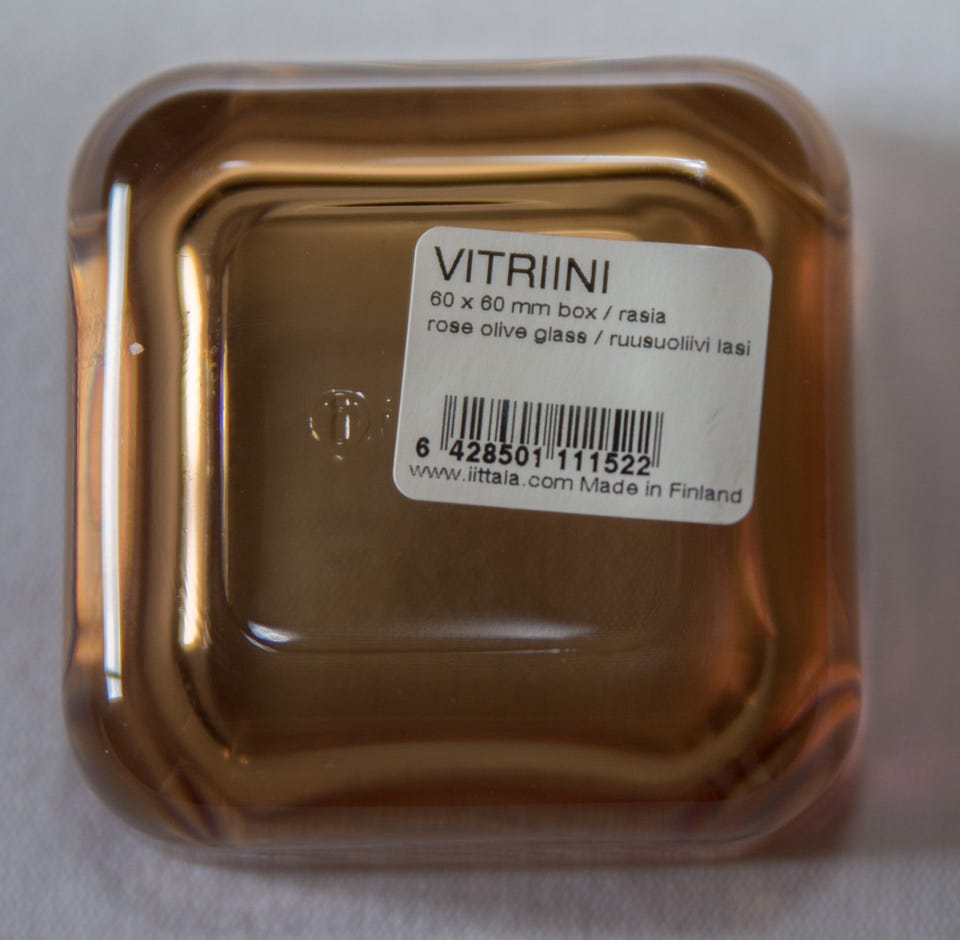 VITRIINI
60 x 60 mm box / rasia
rose olive glass / ruusuoliivi lasi
6 428501 111522
www.iittala.com Made in Finland